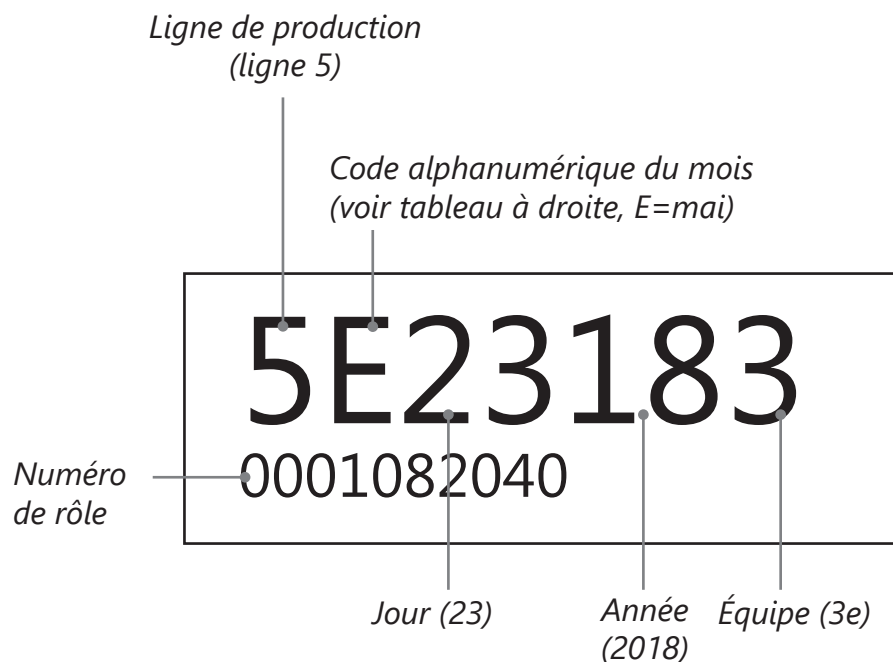 Ligne de production
(ligne 5)
Code alphanumérique du mois
(voir tableau à droite, E=mai)
5E23183
0001082040
Numéro
de rôle
Jour (23)
Année
(2018)
Équipe (3e)